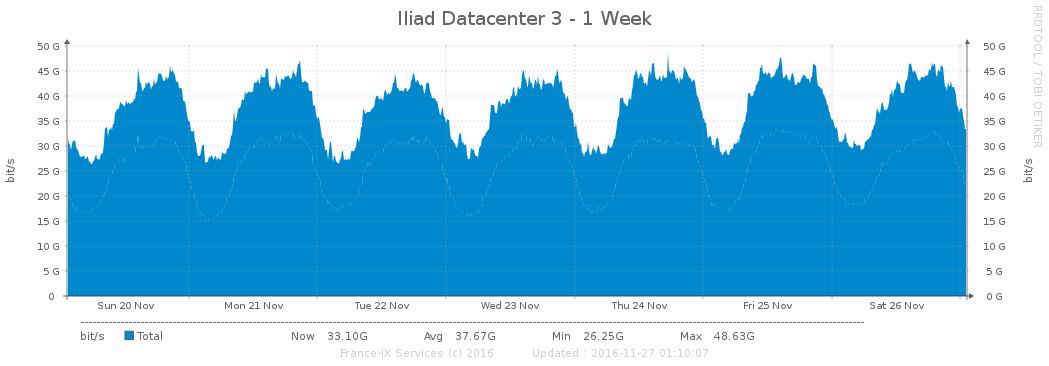 Iliad Datacenter 3 - 1 Week
RRDTOOL / TOBI OETIKER
bit/s
bit/s
50 G 50 G
45 G 45 G
40 G 40 G
35 G 35 G
30 G 30 G
25 G 25 G
20 G 20 G
15 G 15 G
10 G 10 G
5 G 5 G
0 0 G
Sun 20 Nov Mon 21 Nov Tue 22 Nov Wed 23 Nov Thu 24 Nov Fri 25 Nov Sat 26 Nov
bit/s Total Now 33.10G Avg 37.67G Min 26.25G Max 48.63G
France-IX Services (c) 2016 Updated : 2016-11-27 01:10:07